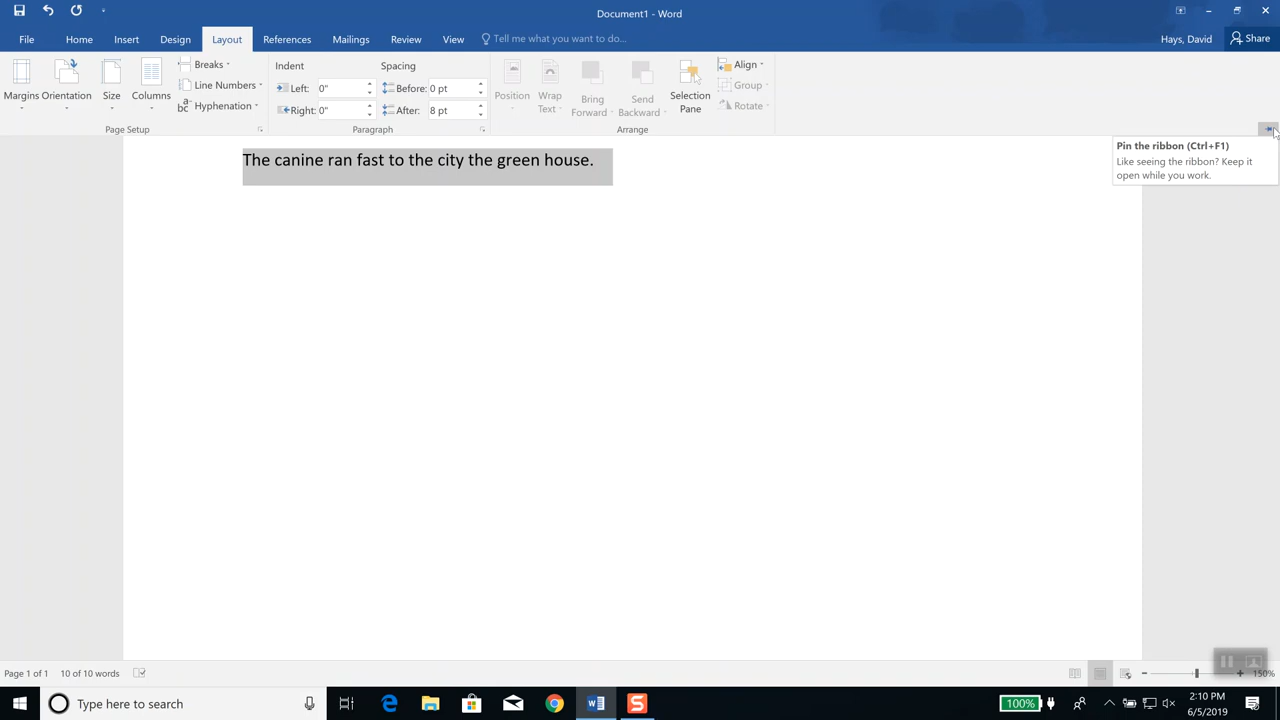 Document1 - Word
File Home Insert Design Layout References Mailings Review View Tell me what you want to do... Hays, David Share
Margins Orientation Size Columns
Breaks
Line Numbers
Hyphenation
Page Setup
Indent
Left: 0"
Right: 0"
Spacing
Before: 0 pt
After: 8 pt
Paragraph
Position
Wrap Text
Bring Forward
Send Backward
Selection Pane
Align
Group
Rotate
Arrange
Pin the ribbon (Ctrl+F1)
Like seeing the ribbon? Keep it
open while you work.
The canine ran fast to the city the green house.
Page 1 of 1 10 of 10 words 150%
Type here to search
100%
2:10 PM
6/5/2019